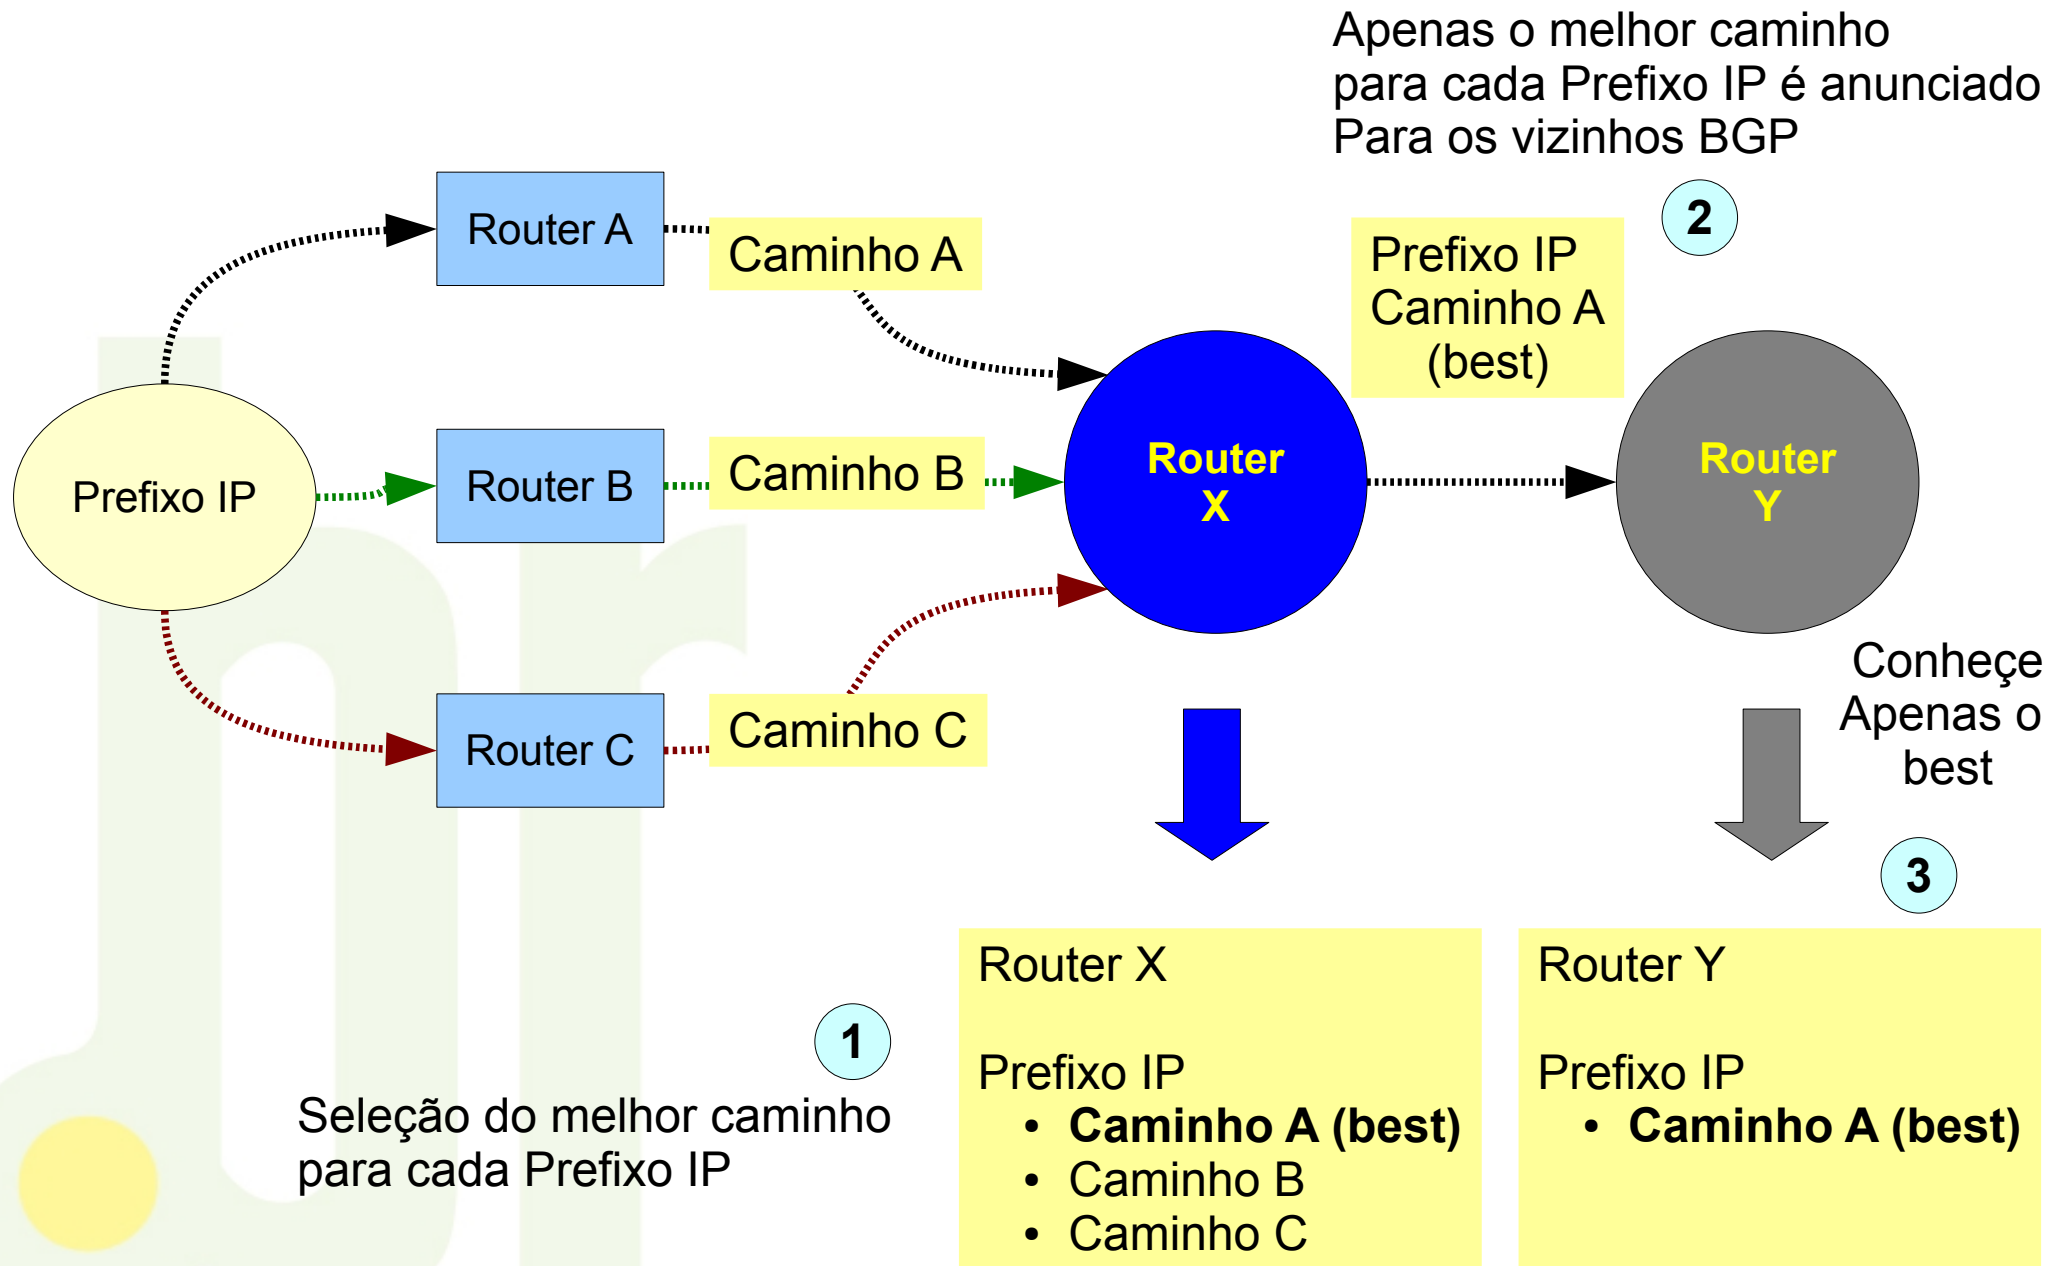 Apenas o melhor caminho
para cada Prefixo IP é anunciado
Para os vizinhos BGP
2
Router A
Caminho A
Prefixo IP
Caminho A
(best)
Prefixo IP
Router B
Caminho B
Router
X
Router
Y
Router C
Caminho C
Conheçe
Apenas o
best
3
1
Seleção do melhor caminho
para cada Prefixo IP
Router X
Prefixo IP
• Caminho A (best)
• Caminho B
• Caminho C
Router Y
Prefixo IP
• Caminho A (best)